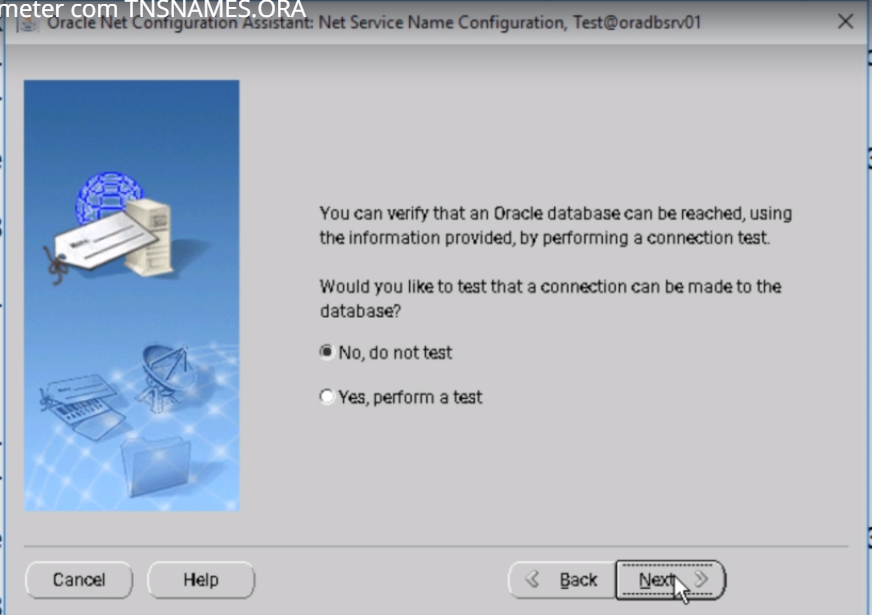 meter com TNSNAMES.ORA
Oracle Net Configuration Assistant: Net Service Name Configuration, Test@oradbsrv01
You can verify that an Oracle database can be reached, using
the information provided, by performing a connection test.
Would you like to test that a connection can be made to the
database?
No, do not test
Yes, perform a test
Cancel
Help
Back
Next